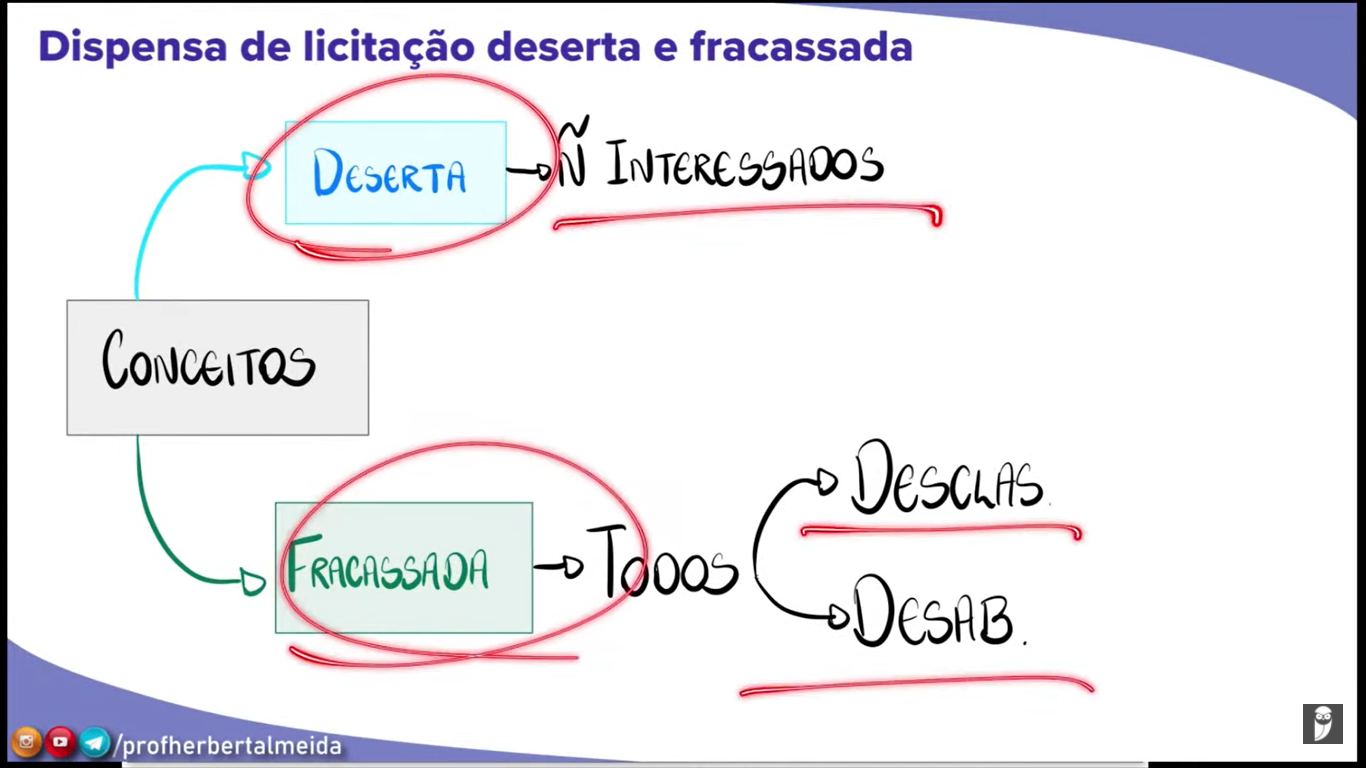 Dispensa de licitação deserta e fracassada
DESERTA
Ñ INTERESSADOS
CONCEITOS
DESCLAS.
FRACASSADA
TODOS
DESAB.
/profherbertalmeida